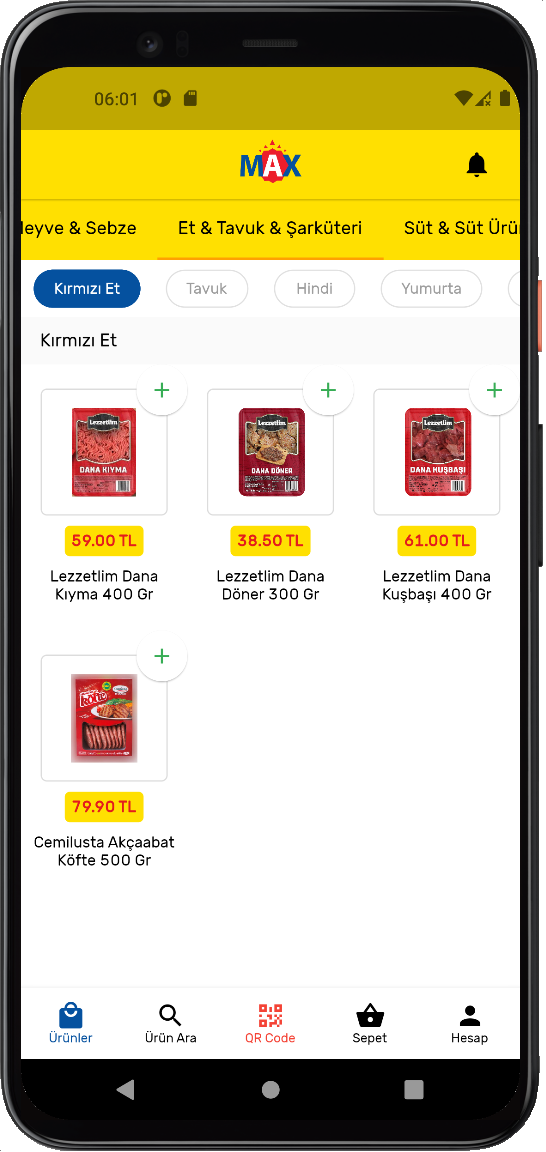 06:01
MAX
eyve & Sebze
Et & Tavuk & Şarküteri
Süt & Süt Ürü
Kırmızı Et
Tavuk
Hindi
Yumurta
Kırmızı Et
+
+
+
Lezzetlim
DANA KIYMA
Lezzetlim
DANA DÖNER
Lezzetlim
DANA KUŞBAŞI
59.00 TL
38.50 TL
61.00 TL
Lezzetlim Dana
Kıyma 400 Gr
Lezzetlim Dana
Döner 300 Gr
Lezzetlim Dana
Kuşbaşı 400 Gr
+
köfte
79.90 TL
Cemilusta Akçaabat
Köfte 500 Gr
Ürünler
Ürün Ara
QR Code
Sepet
Hesap